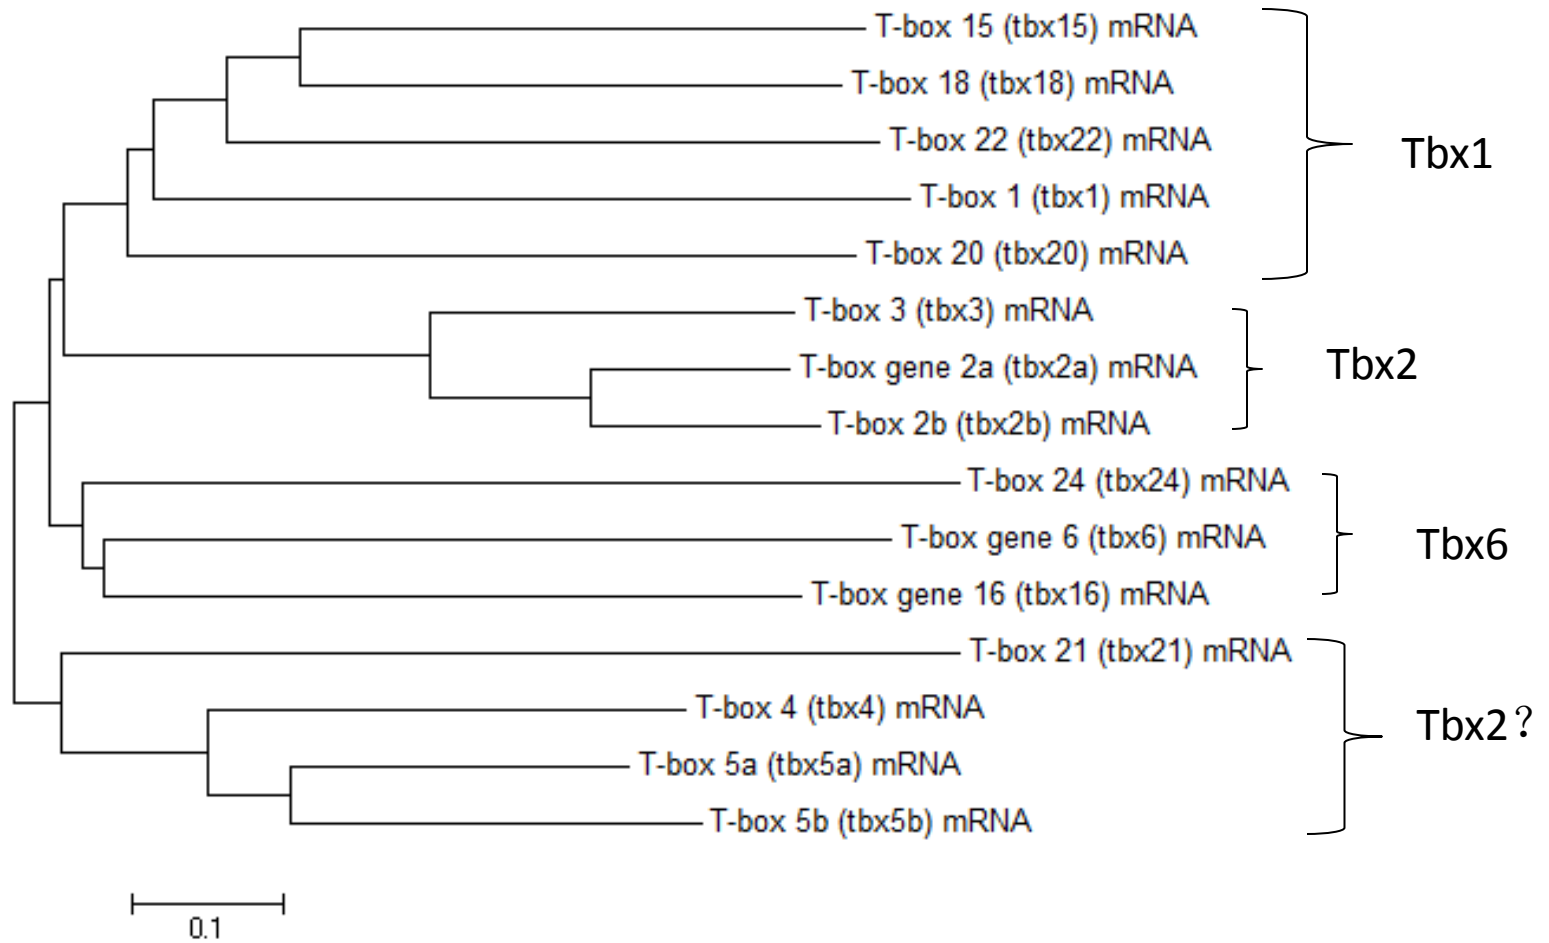 T-box 15 (tbx15) mRNA
T-box 18 (tbx18) mRNA
T-box 22 (tbx22) mRNA
Tbx1
T-box 1 (tbx1) mRNA
T-box 20 (tbx20) mRNA
T-box 3 (tbx3) mRNA
T-box gene 2a (tbx2a) mRNA
Tbx2
T-box 2b (tbx2b) mRNA
T-box 24 (tbx24) mRNA
T-box gene 6 (tbx6) mRNA
Tbx6
T-box gene 16 (tbx16) mRNA
T-box 21 (tbx21) mRNA
T-box 4 (tbx4) mRNA
Tbx2？
T-box 5a (tbx5a) mRNA
T-box 5b (tbx5b) mRNA
0.1